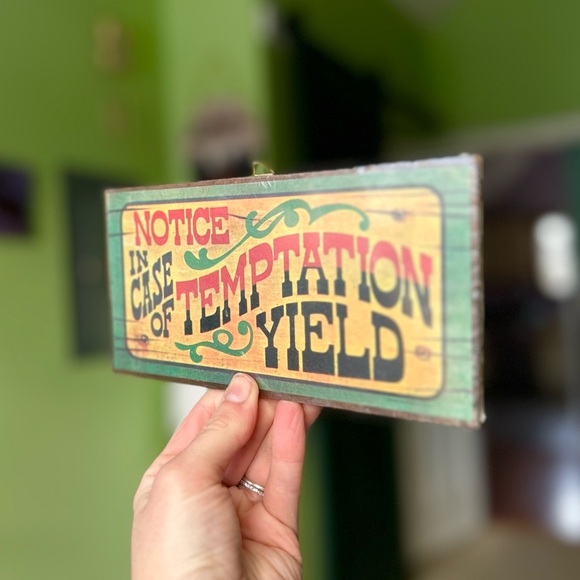 NOTICE
IN CASE OF
TEMPTATION
YIELD